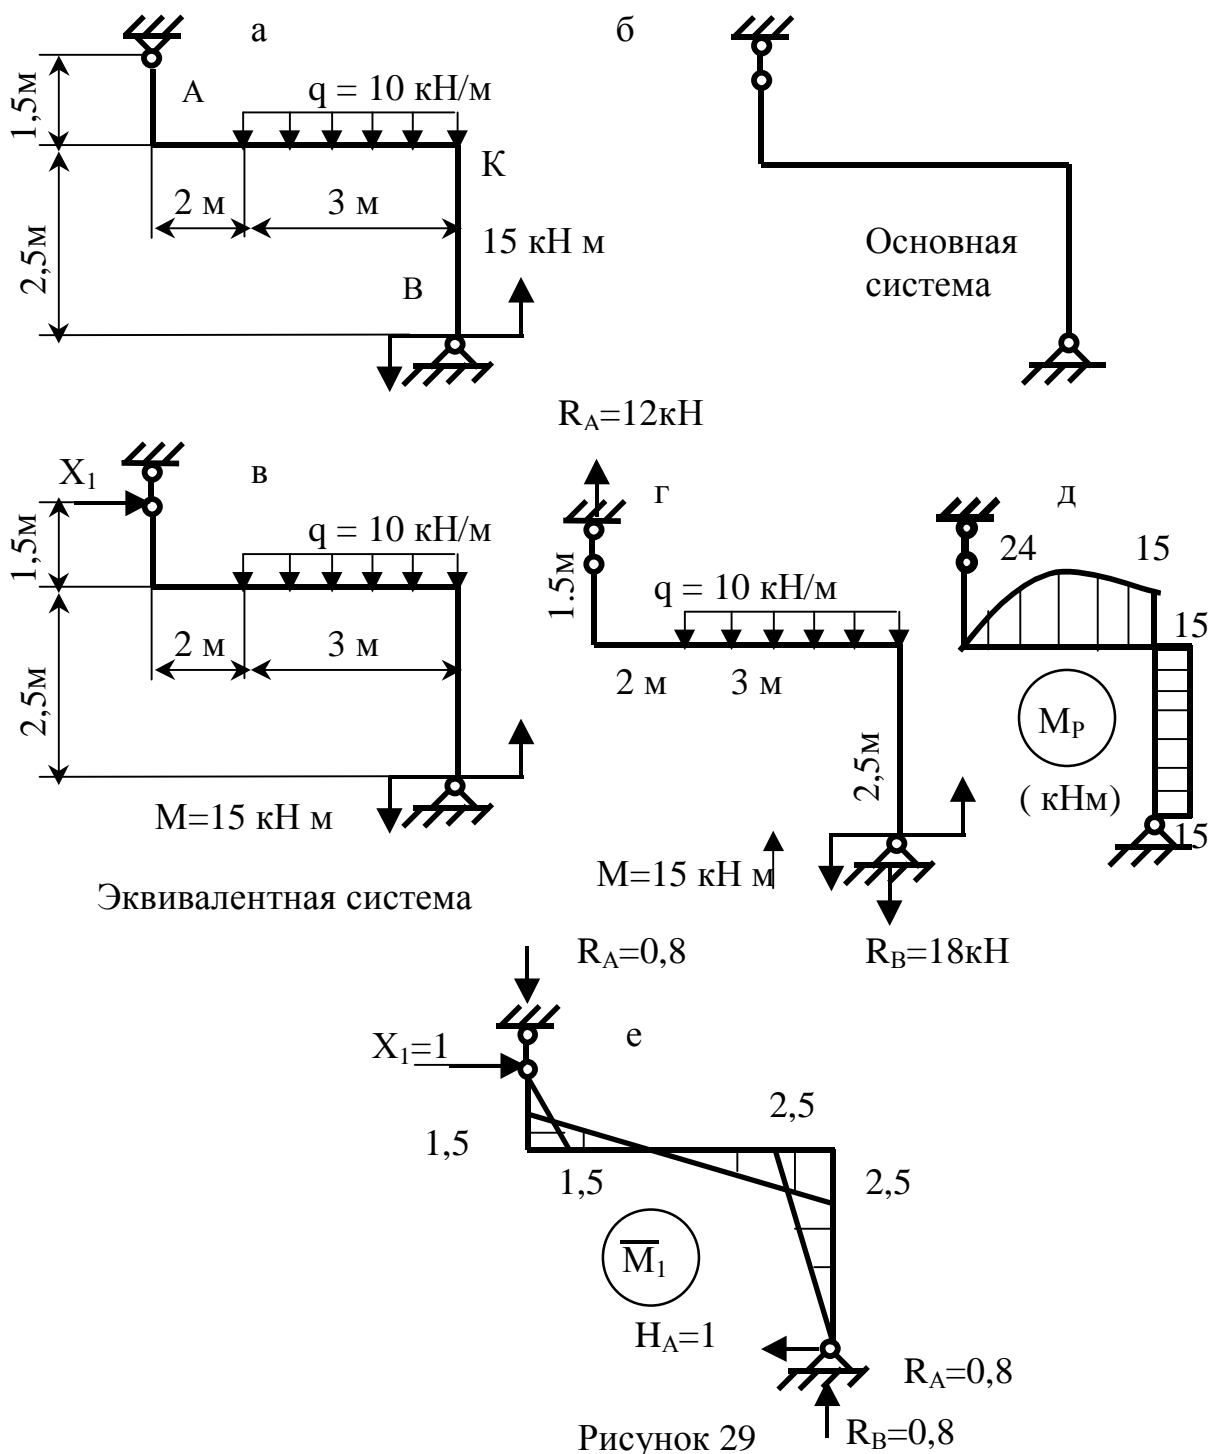 а
1,5м
А
q = 10 кН/м
К
2 м
3 м
2,5м
15 кН м
В
б
Основная
система
X₁
в
1,5м
q = 10 кН/м
2 м
3 м
2,5м
М=15 кН м
Эквивалентная система
R_A=12кН
г
1.5м
q = 10 кН/м
2 м
3 м
2,5м
М=15 кН м
R_B=18кН
д
24
15
15
M_P
( кНм)
15
R_A=0,8
X₁=1
е
1,5
1,5
2,5
2,5
M̅₁
H_A=1
R_A=0,8
R_B=0,8
Рисунок 29